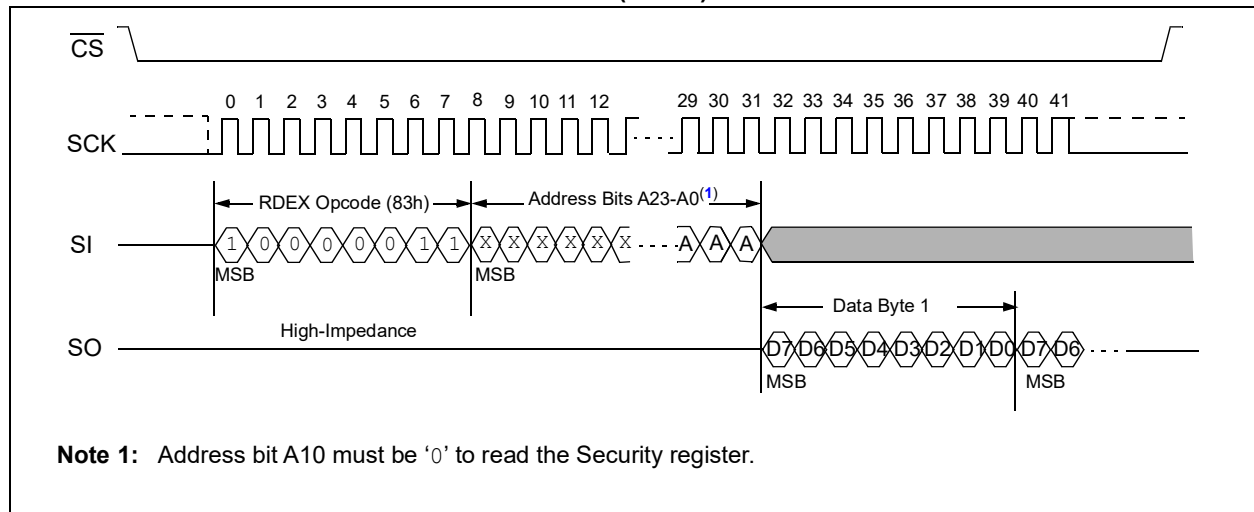 CS
0 1 2 3 4 5 6 7 8 9 10 11 12 29 30 31 32 33 34 35 36 37 38 39 40 41
SCK
RDEX Opcode (83h) Address Bits A23-A0(1)
SI 1 0 0 0 0 0 1 1 X X X X X X A A A
MSB MSB
Data Byte 1
High-Impedance
SO D7 D6 D5 D4 D3 D2 D1 D0 D7 D6
MSB MSB
Note 1: Address bit A10 must be ‘0’ to read the Security register.